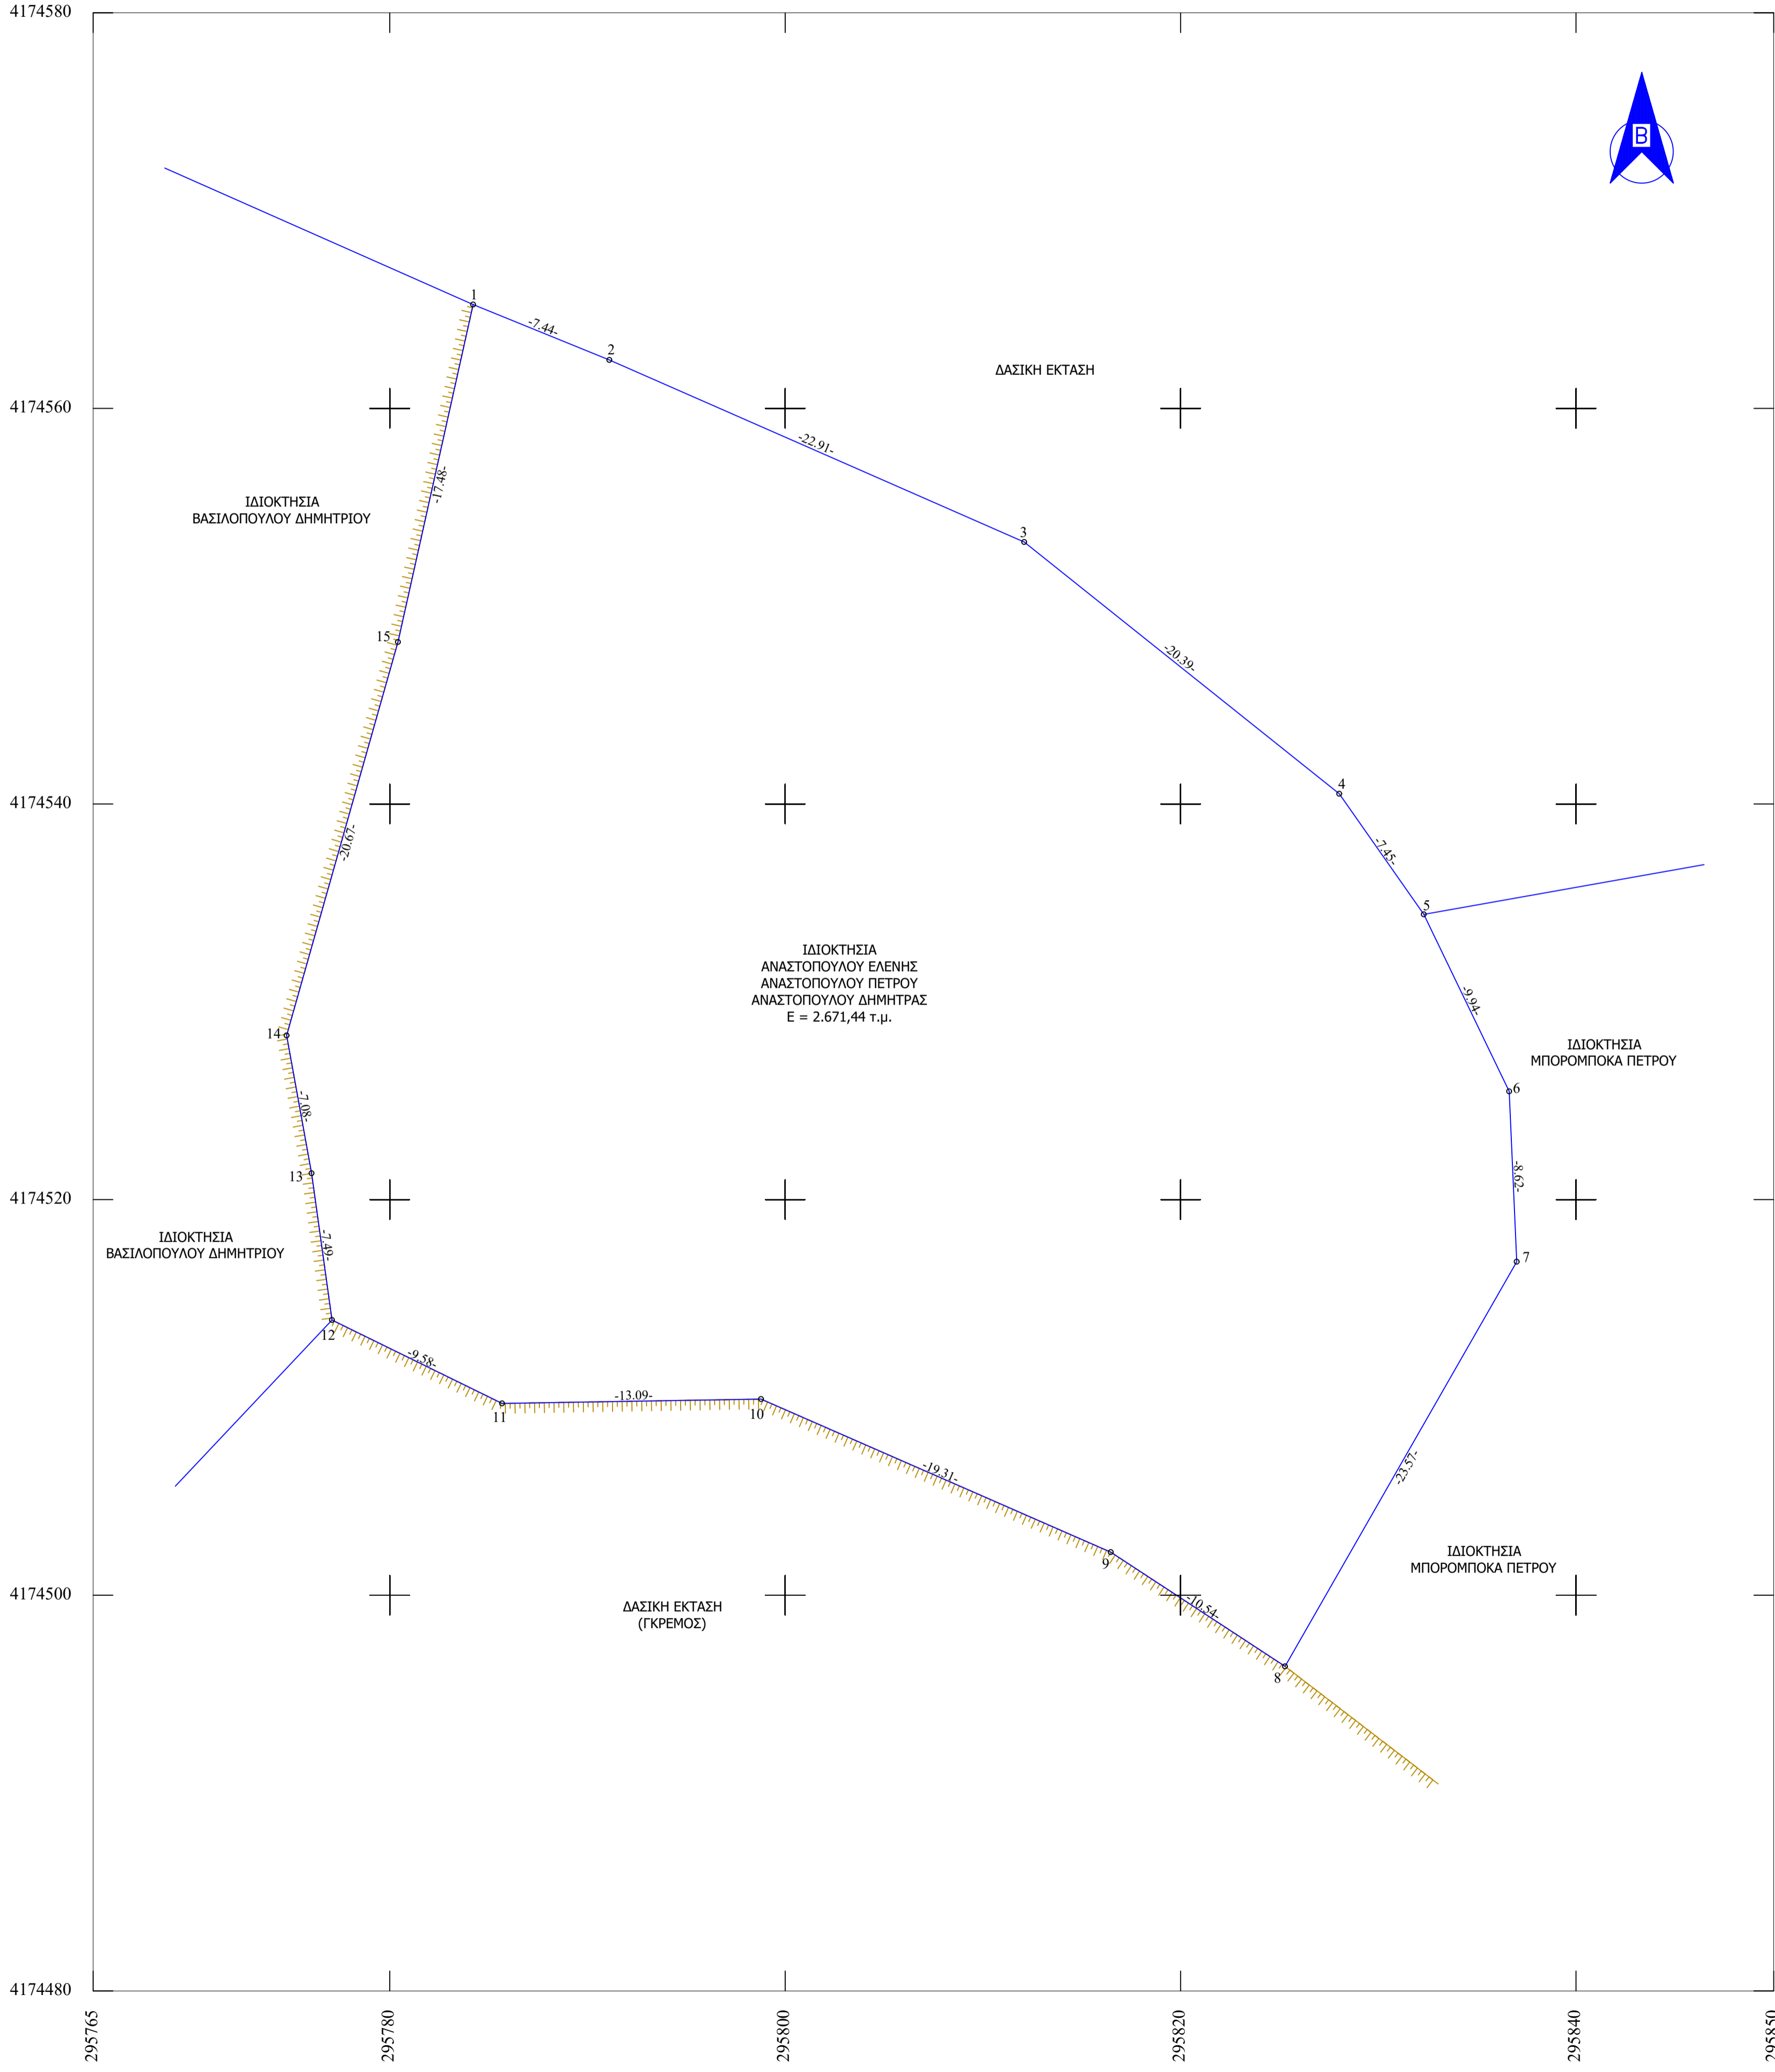 4174580
B
1
-7.44-
2
ΔΑΣΙΚΗ ΕΚΤΑΣΗ
4174560
-22.91-
-17.48-
ΙΔΙΟΚΤΗΣΙΑ
ΒΑΣΙΛΟΠΟΥΛΟΥ ΔΗΜΗΤΡΙΟΥ
3
15
-20.39-
4
4174540
-20.67-
-7.45-
5
ΙΔΙΟΚΤΗΣΙΑ
ΑΝΑΣΤΟΠΟΥΛΟΥ ΕΛΕΝΗΣ
ΑΝΑΣΤΟΠΟΥΛΟΥ ΠΕΤΡΟΥ
ΑΝΑΣΤΟΠΟΥΛΟΥ ΔΗΜΗΤΡΑΣ
Ε = 2.671,44 τ.μ.
-9.94-
14
ΙΔΙΟΚΤΗΣΙΑ
ΜΠΟΡΟΜΠΟΚΑ ΠΕΤΡΟΥ
6
-7.08-
13
-8.62-
4174520
ΙΔΙΟΚΤΗΣΙΑ
ΒΑΣΙΛΟΠΟΥΛΟΥ ΔΗΜΗΤΡΙΟΥ
-7.49-
7
12
-9.58-
-13.09-
11
10
-19.31-
-23.57-
9
ΙΔΙΟΚΤΗΣΙΑ
ΜΠΟΡΟΜΠΟΚΑ ΠΕΤΡΟΥ
4174500
-10.54-
ΔΑΣΙΚΗ ΕΚΤΑΣΗ
(ΓΚΡΕΜΟΣ)
8
4174480
295765
295780
295800
295820
295840
295850